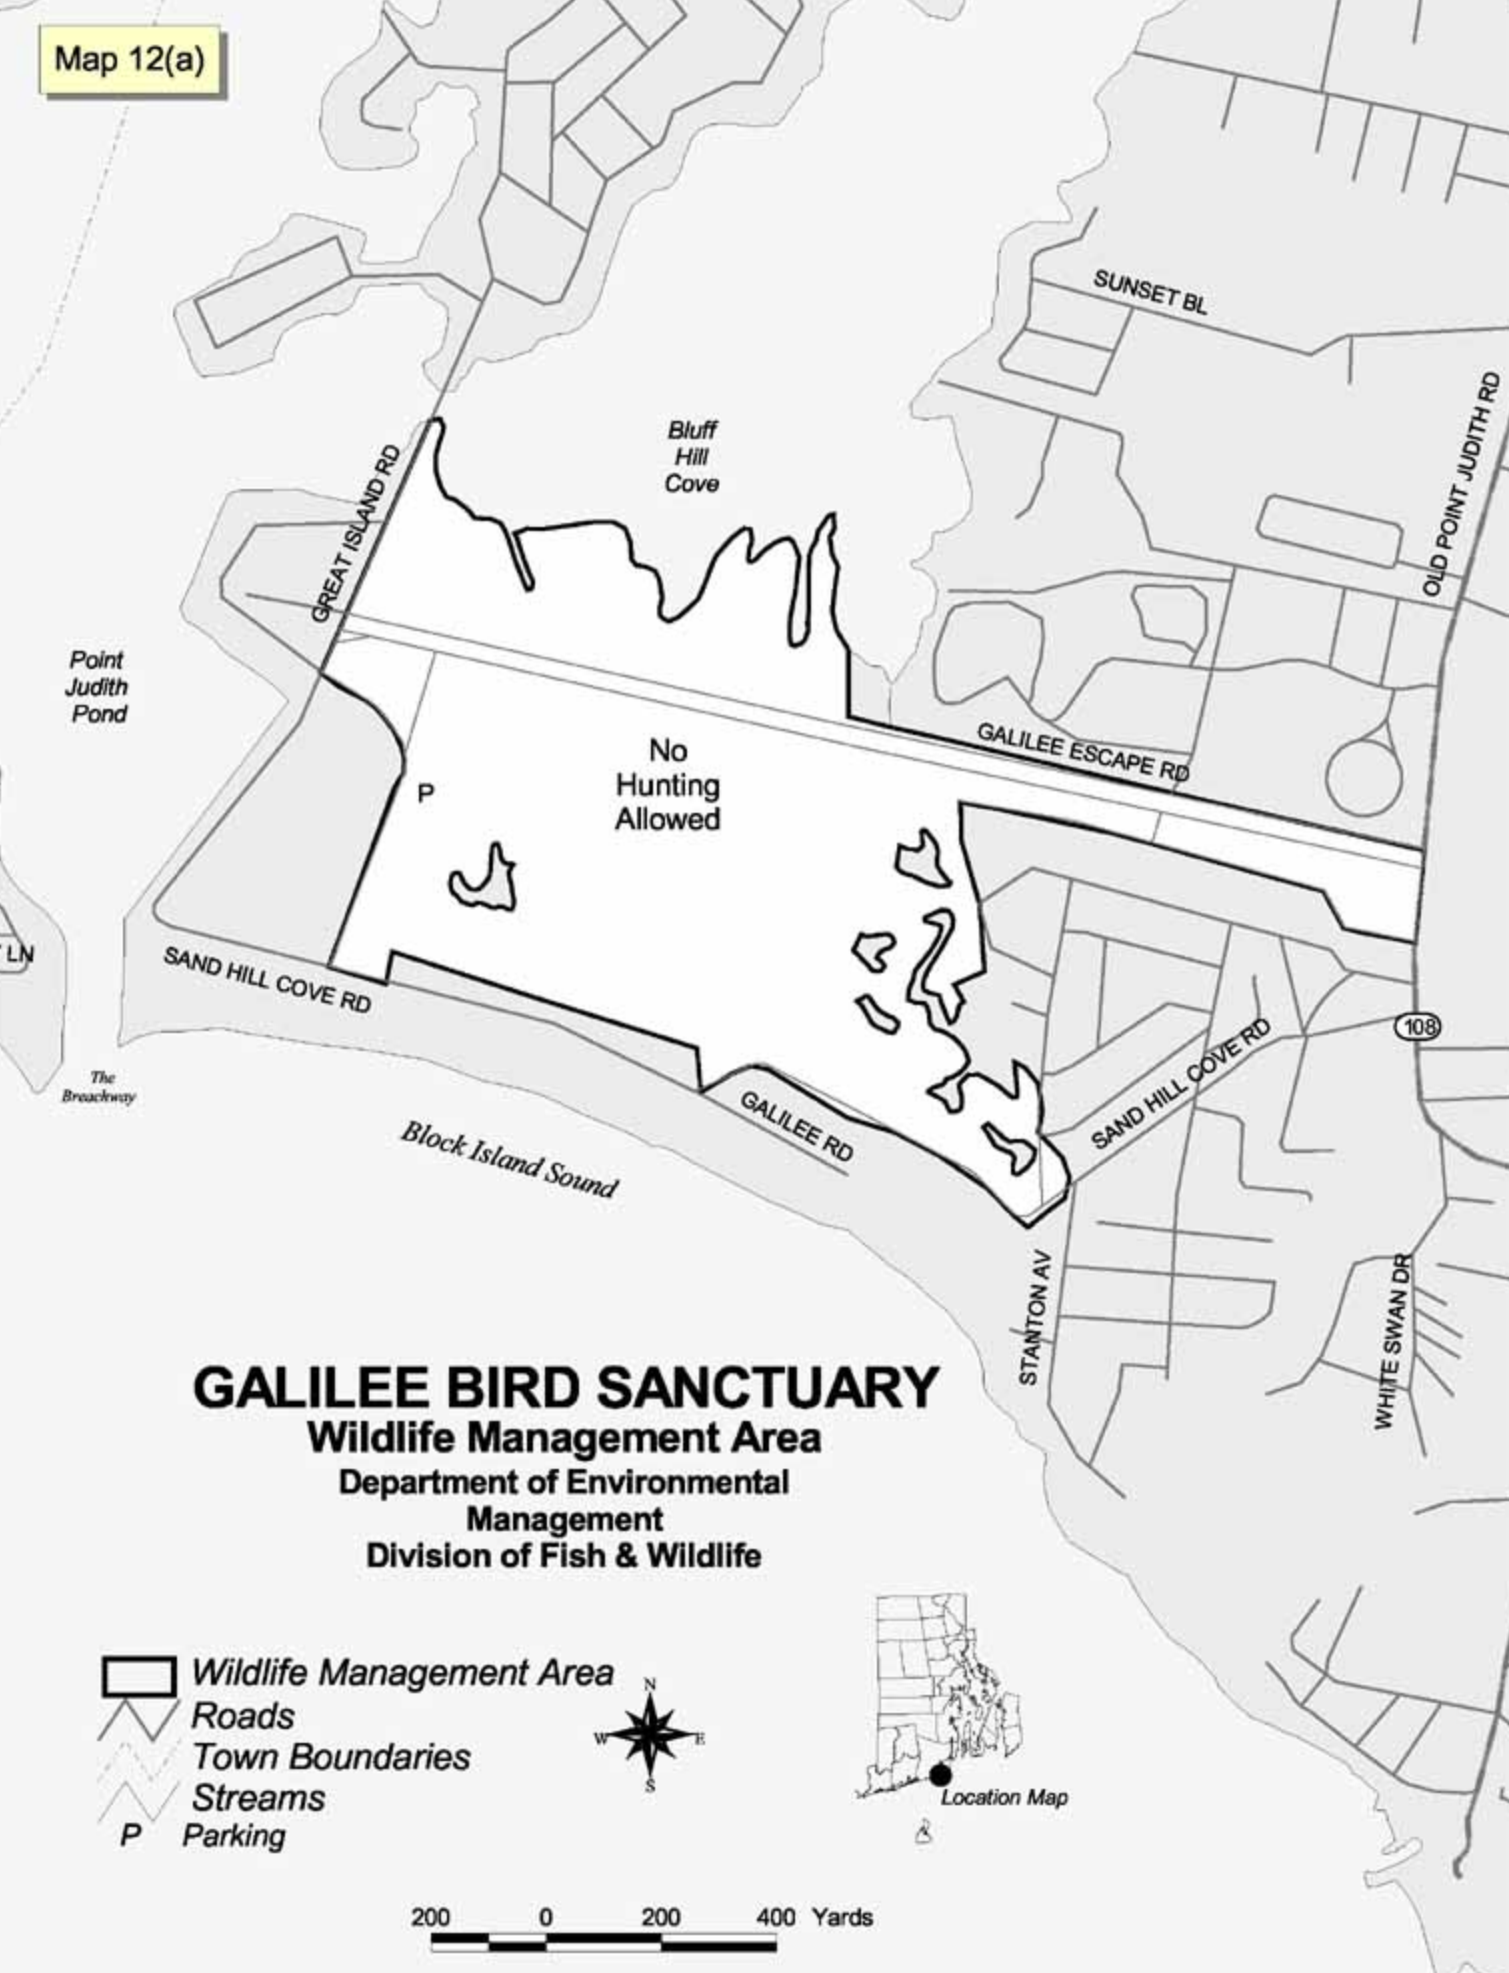 Map 12(a)
SUNSET BL
OLD POINT JUDITH RD
Bluff
Hill
Cove
GREAT ISLAND RD
Point
Judith
Pond
GALILEE ESCAPE RD
No
Hunting
Allowed
P
LN
SAND HILL COVE RD
108
SAND HILL COVE RD
The
Breachway
GALILEE RD
Block Island Sound
STANTON AV
WHITE SWAN DR
GALILEE BIRD SANCTUARY
Wildlife Management Area
Department of Environmental
Management
Division of Fish & Wildlife
Wildlife Management Area
Roads
Town Boundaries
Streams
P Parking
N
W E
S
Location Map
200 0 200 400 Yards